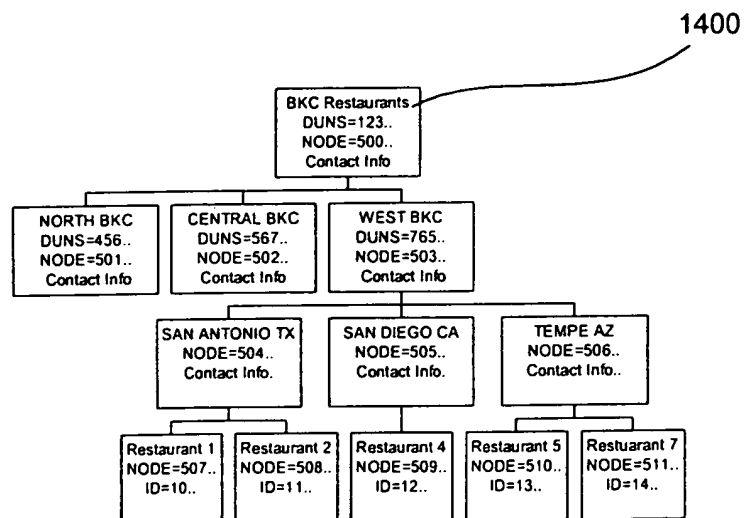 1400
BKC Restaurants
DUNS=123..
NODE=500..
Contact Info
NORTH BKC
DUNS=456..
NODE=501..
Contact Info
CENTRAL BKC
DUNS=567..
NODE=502..
Contact Info
WEST BKC
DUNS=765..
NODE=503..
Contact Info
SAN ANTONIO TX
NODE=504..
Contact Info.
SAN DIEGO CA
NODE=505..
Contact Info.
TEMPE AZ
NODE=506..
Contact Info..
Restaurant 1
NODE=507..
ID=10..
Restaurant 2
NODE=508..
ID=11..
Restaurant 4
NODE=509..
ID=12..
Restaurant 5
NODE=510..
ID=13..
Restuarant 7
NODE=511..
ID=14..